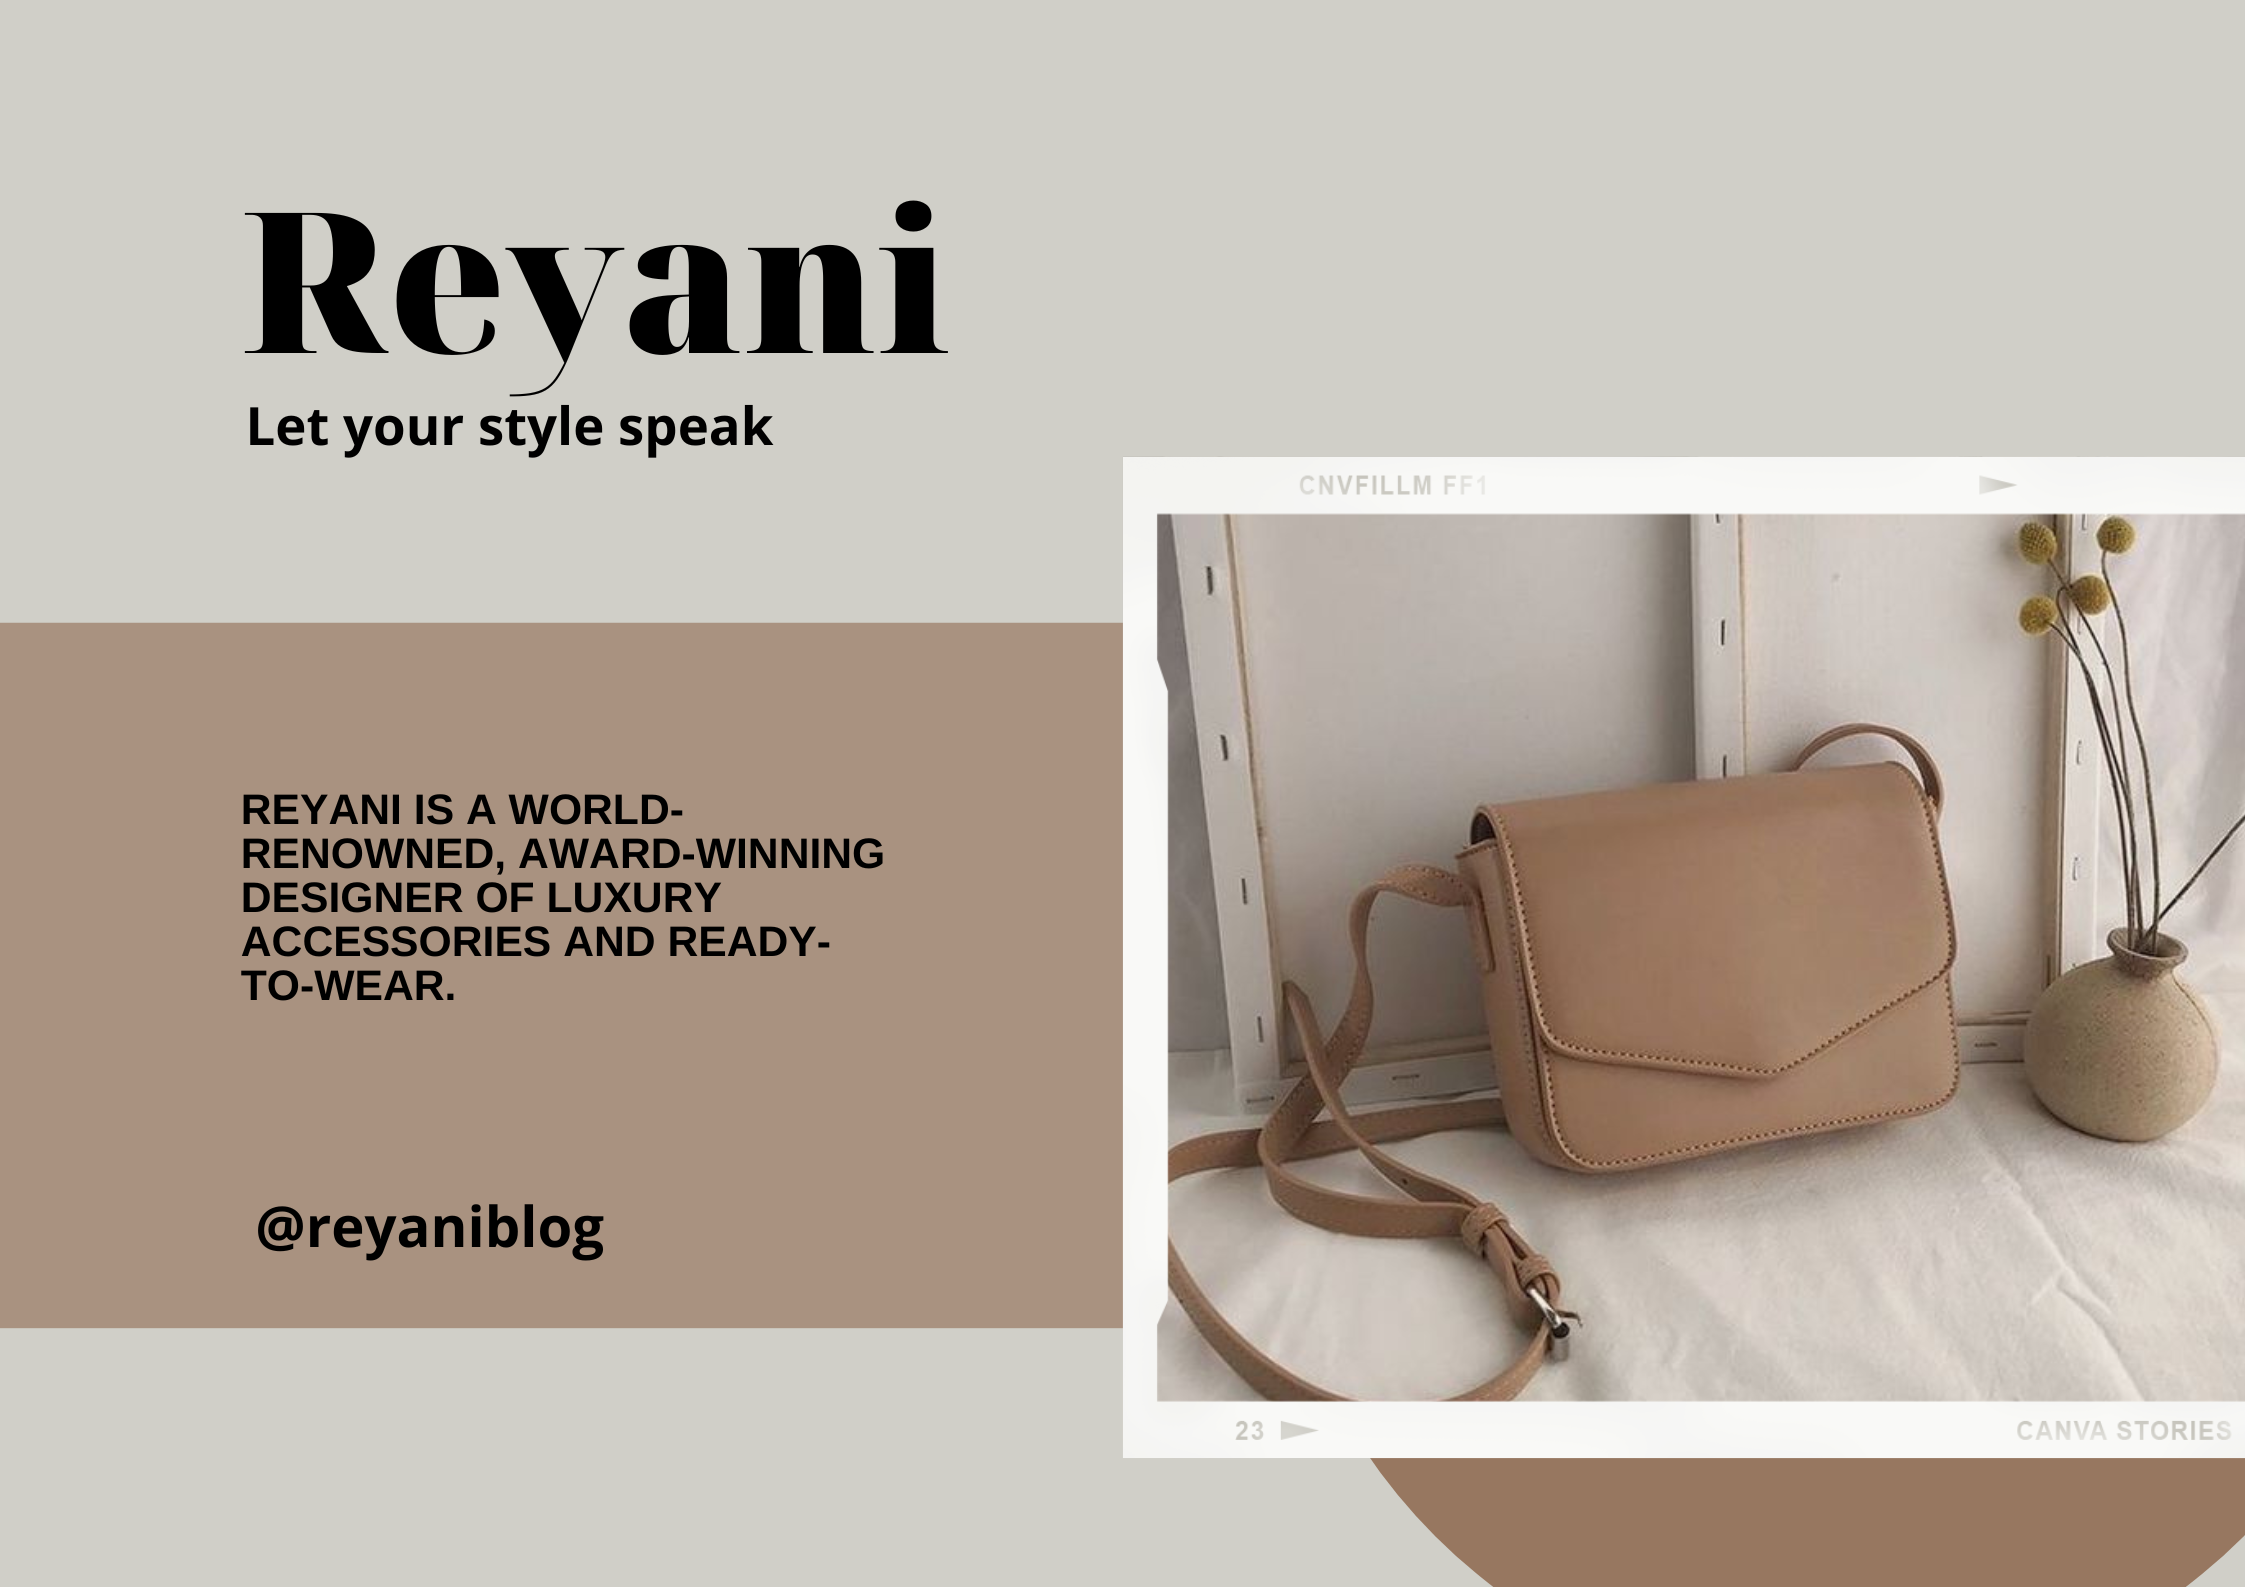 Reyani
Let your style speak
CNVFILLM FF1
REYANI IS A WORLD-
RENOWNED, AWARD-WINNING
DESIGNER OF LUXURY
ACCESSORIES AND READY-
TO-WEAR.
@reyaniblog
23
CANVA STORIES